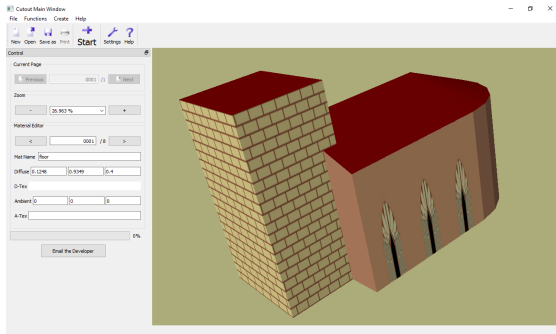 Cutout Main Window
File Functions Create Help
New Open Save as Print Start Settings Help
Control
Current Page
Previous 0001 /1 Next
Zoom
- 26.963 % +
Material Editor
< 0001 / 8 >
Mat Name floor
Diffuse 0.1248 0.9349 0.4
D-Tex
Ambient 0 0 0
A-Tex
0%
Email the Developer